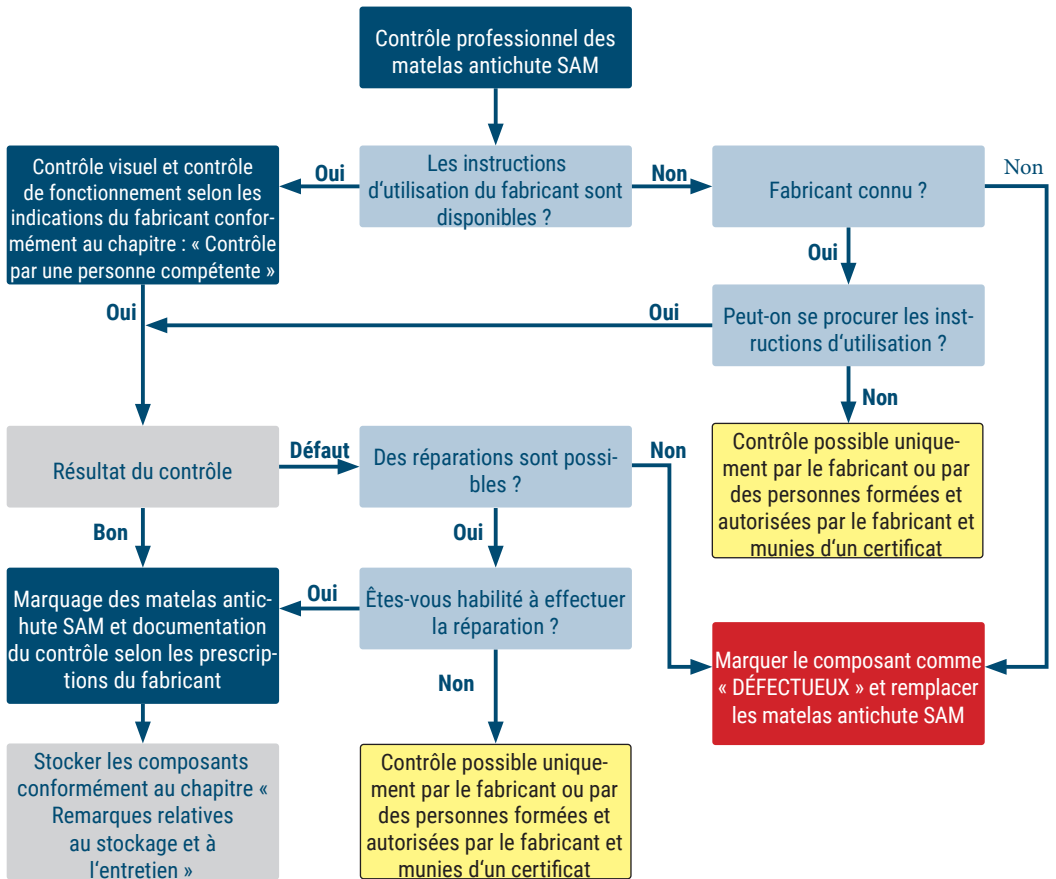 Contrôle professionnel des
matelas antichute SAM
Contrôle visuel et contrôle
de fonctionnement selon les
indications du fabricant confor-
mément au chapitre : « Contrôle
par une personne compétente »
Oui
Les instructions
d‘utilisation du fabricant sont
disponibles ?
Non
Fabricant connu ?
Non
Oui
Oui
Oui
Peut-on se procurer les inst-
ructions d‘utilisation ?
Non
Résultat du contrôle
Défaut
Des réparations sont possi-
bles ?
Non
Contrôle possible unique-
ment par le fabricant ou par
des personnes formées et
autorisées par le fabricant et
munies d‘un certificat
Bon
Oui
Marquage des matelas antic-
hute SAM et documentation
du contrôle selon les prescrip-
tions du fabricant
Oui
Êtes-vous habilité à effectuer
la réparation ?
Non
Marquer le composant comme
« DÉFECTUEUX » et remplacer
les matelas antichute SAM
Stocker les composants
conformément au chapitre «
Remarques relatives
au stockage et à
l‘entretien »
Contrôle possible unique-
ment par le fabricant ou par
des personnes formées et
autorisées par le fabricant et
munies d‘un certificat